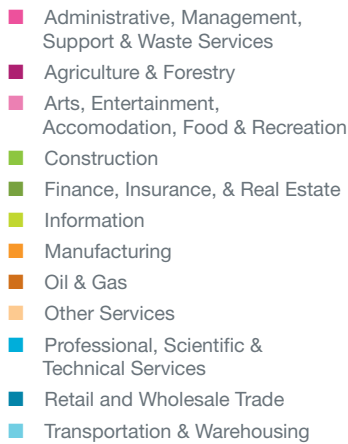 Administrative, Management,
Support & Waste Services
Agriculture & Forestry
Arts, Entertainment,
Accomodation, Food & Recreation
Construction
Finance, Insurance, & Real Estate
Information
Manufacturing
Oil & Gas
Other Services
Professional, Scientific &
Technical Services
Retail and Wholesale Trade
Transportation & Warehousing